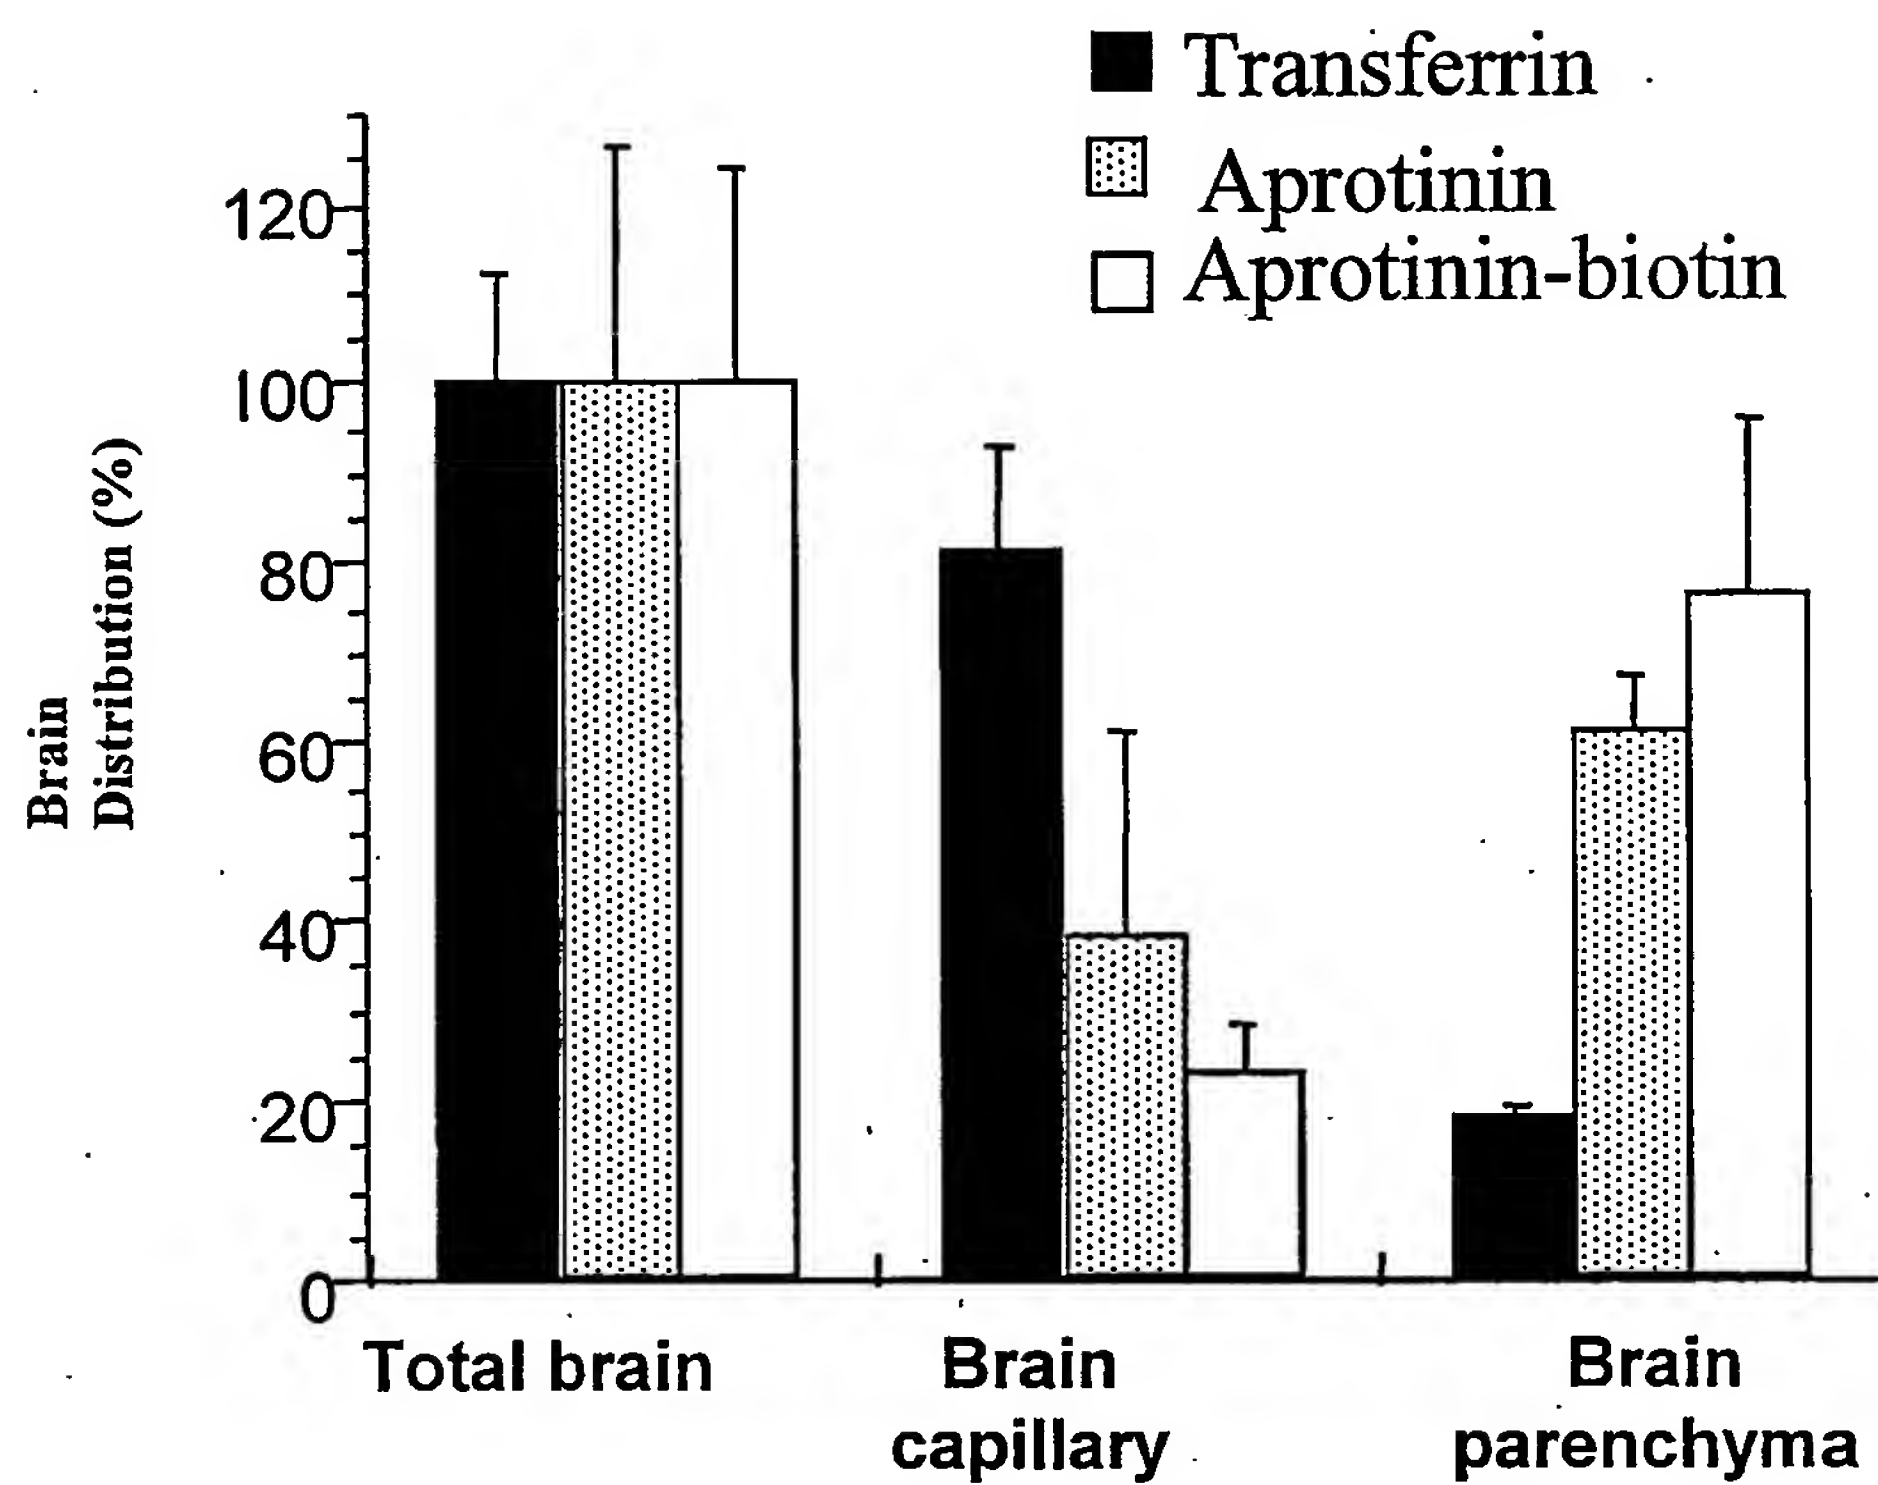 Transferrin
Aprotinin
Aprotinin-biotin
120
100
80
60
40
20
0
Brain
Distribution (%)
Total brain
Brain
capillary
Brain
parenchyma